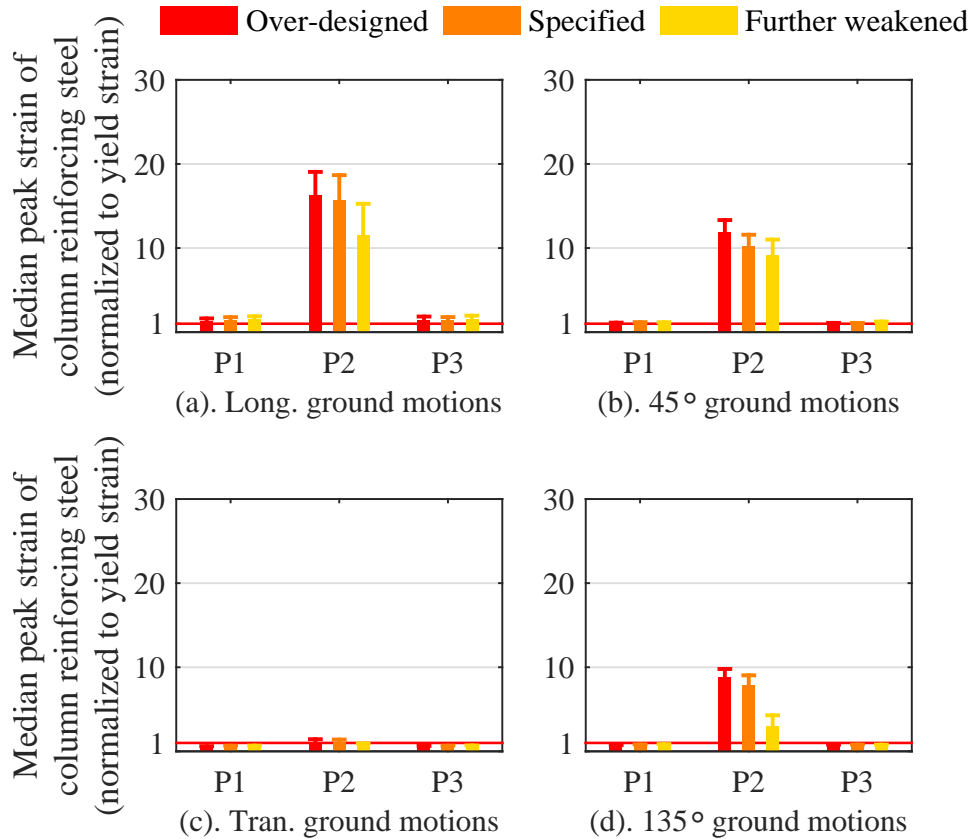 Over-designed Specified Further weakened
Median peak strain of
column reinforcing steel
(normalized to yield strain)
30
20
10
1
P1 P2 P3
(a). Long. ground motions
30
20
10
1
P1 P2 P3
(b). 45° ground motions
Median peak strain of
column reinforcing steel
(normalized to yield strain)
30
20
10
1
P1 P2 P3
(c). Tran. ground motions
30
20
10
1
P1 P2 P3
(d). 135° ground motions